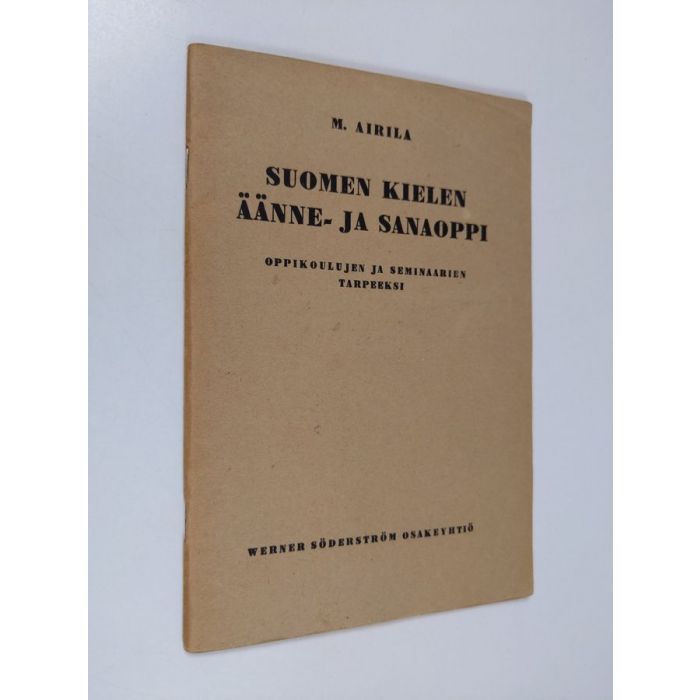 M. AIRILA
SUOMEN KIELEN
ÄÄNNE- JA SANAOPPI
OPPIKOULUJEN JA SEMINAARIEN
TARPEEKSI
WERNER SÖDERSTRÖM OSAKEYHTIÖ